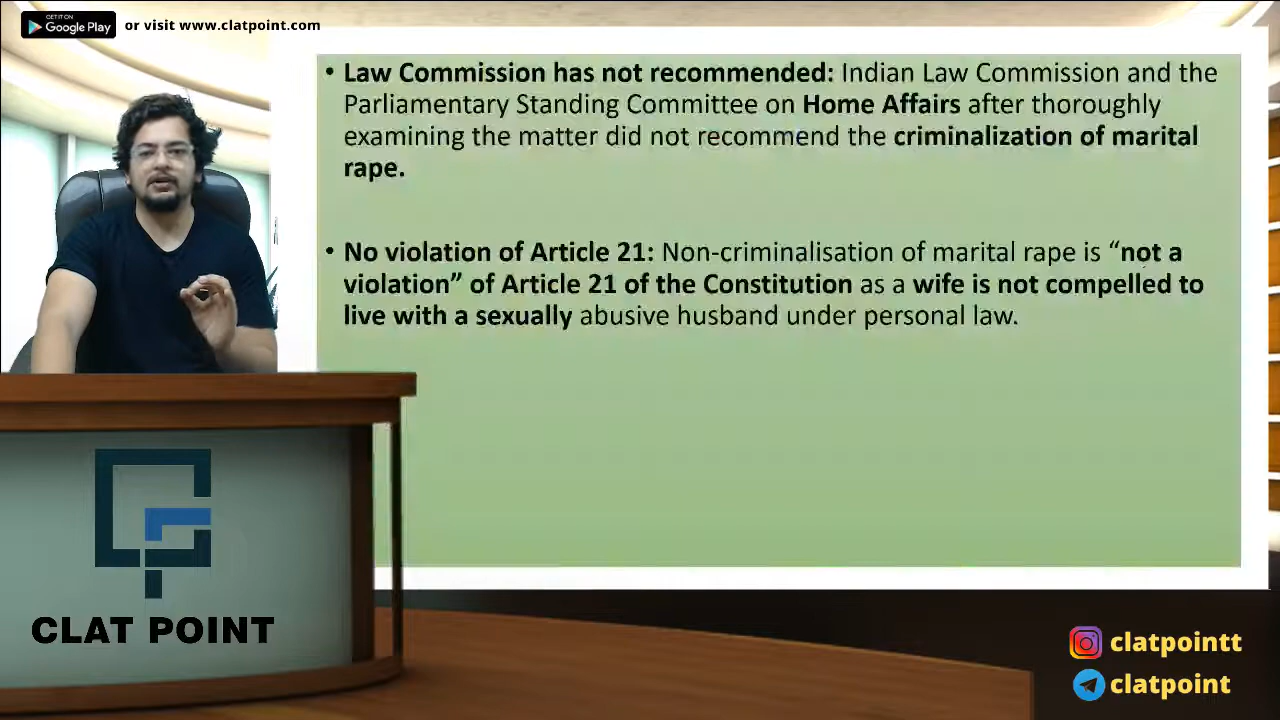 GET IT ON
Google Play
or visit www.clatpoint.com
• Law Commission has not recommended: Indian Law Commission and the
Parliamentary Standing Committee on Home Affairs after thoroughly
examining the matter did not recommend the criminalization of marital
rape.
• No violation of Article 21: Non-criminalisation of marital rape is “not a
violation” of Article 21 of the Constitution as a wife is not compelled to
live with a sexually abusive husband under personal law.
CLAT POINT
clatpointt
clatpoint